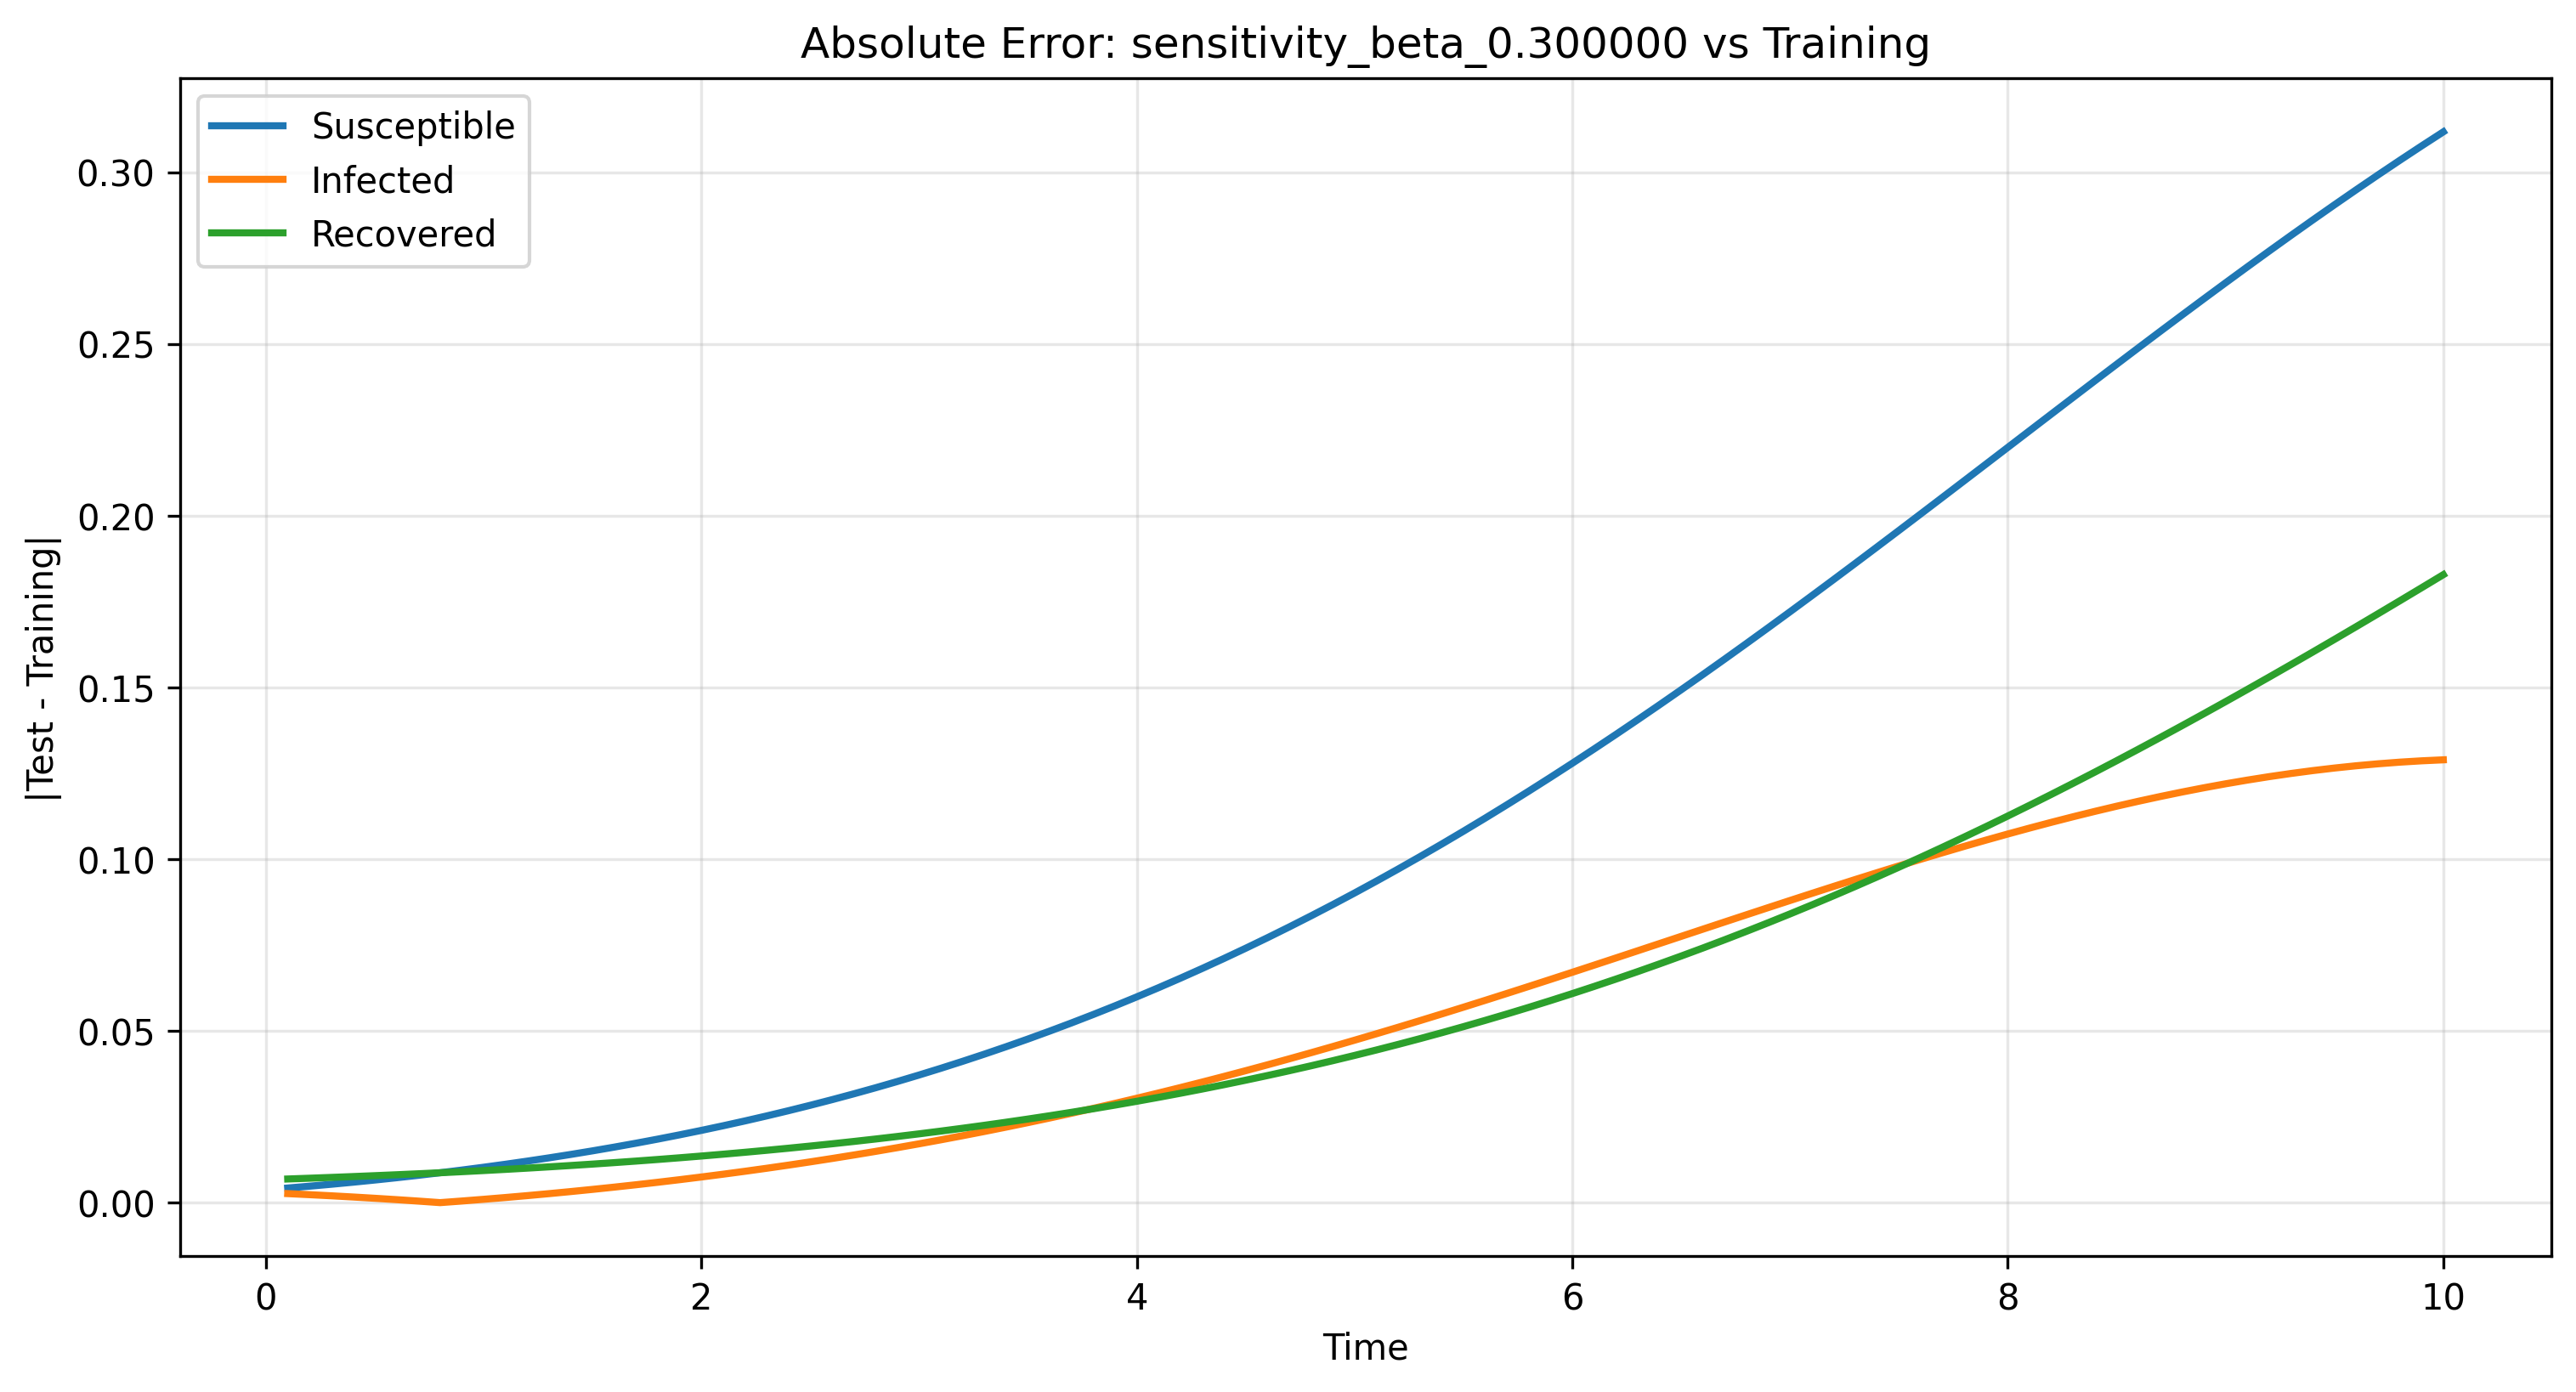 Absolute Error: sensitivity_beta_0.300000 vs Training
Susceptible
Infected
Recovered
|Test - Training|
0.30
0.25
0.20
0.15
0.10
0.05
0.00
0 2 4 6 8 10
Time